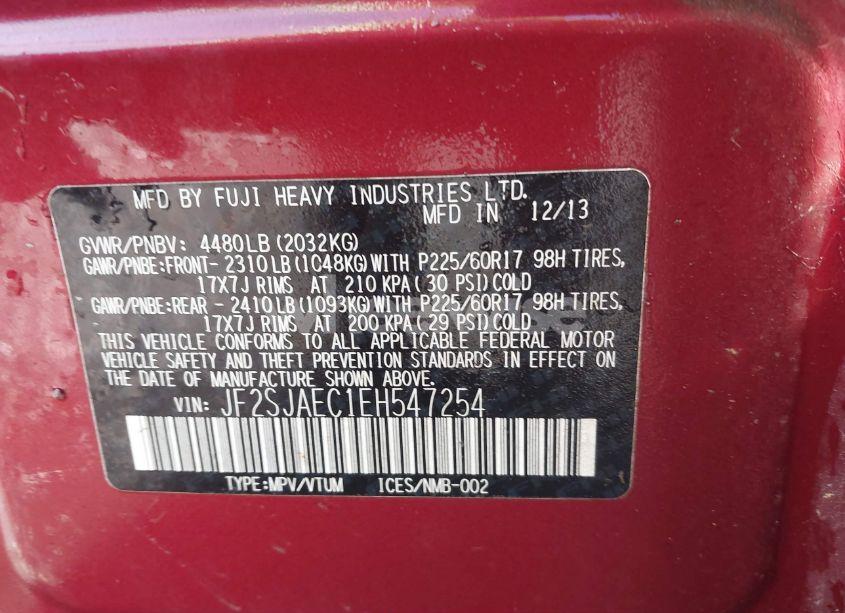 MFD BY FUJI HEAVY INDUSTRIES LTD.
MFD IN 12/13
GVWR/PNBV: 4480LB(2032KG)
GAWR/PNBE:FRONT- 2310LB(1048KG)WITH P225/60R17 98H TIRES,
17X7J RIMS AT 210 KPA(30 PSI)COLD
GAWR/PNBE:REAR - 2410LB(1093KG)WITH P225/60R17 98H TIRES,
17X7J RIMS AT 200 KPA(29 PSI)COLD
THIS VEHICLE CONFORMS TO ALL APPLICABLE FEDERAL MOTOR
VEHICLE SAFETY AND THEFT PREVENTION STANDARDS IN EFFECT ON
THE DATE OF MANUFACTURE SHOWN ABOVE.
VIN: JF2SJAEC1EH547254
TYPE:MPV/VTUM ICES/NMB-002